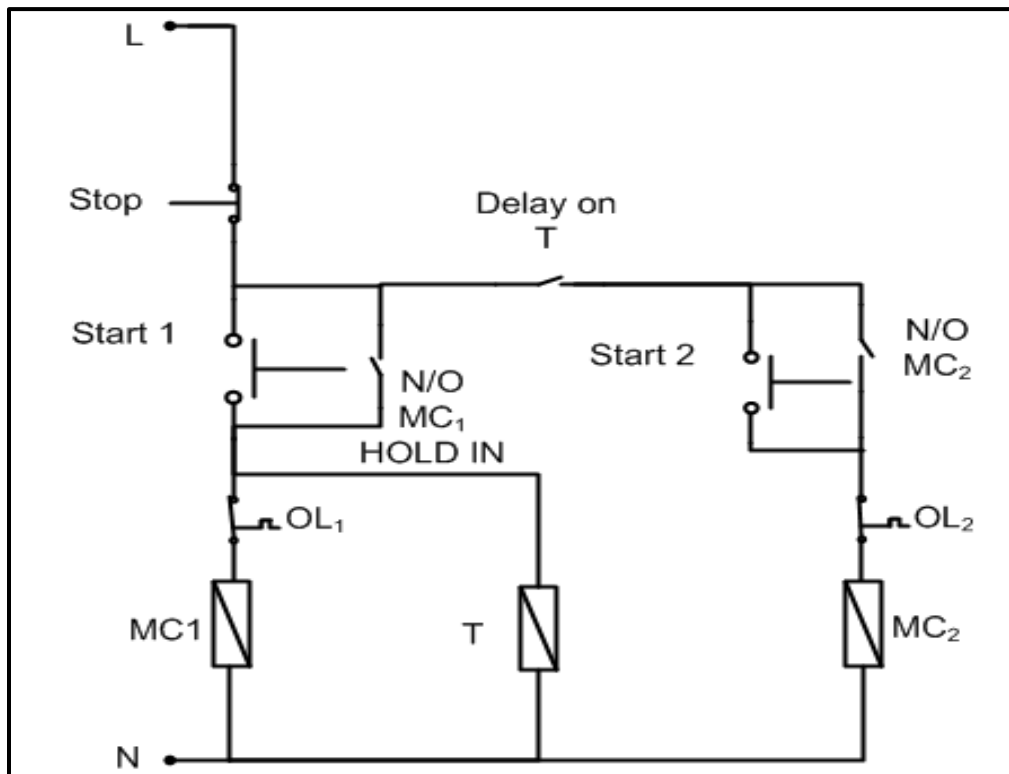 L
Stop
Delay on
T
Start 1
N/O
MC₁
HOLD IN
Start 2
N/O
MC₂
OL₁
OL₂
MC1
T
MC₂
N